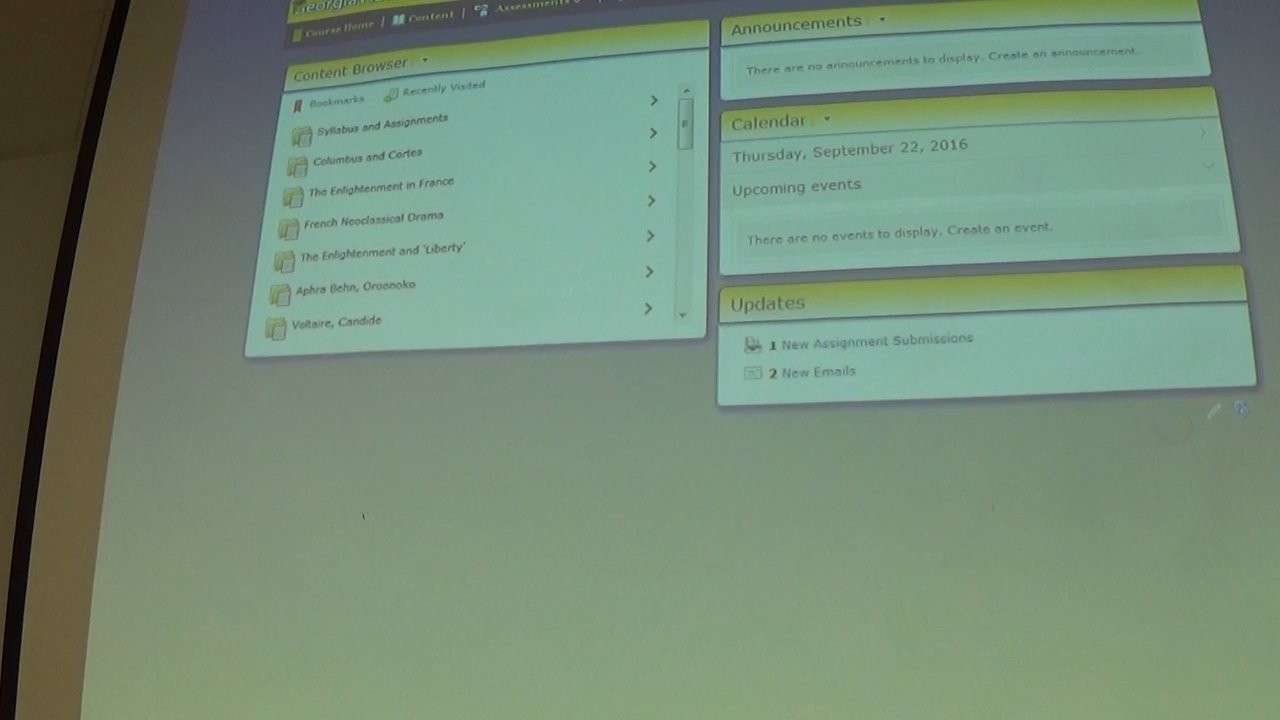 Course Home | Content | Assessments
Content Browser
Bookmarks Recently Visited
Syllabus and Assignments
Columbus and Cortes
The Enlightenment in France
French Neoclassical Drama
The Enlightenment and 'Liberty'
Aphra Behn, Oroonoko
Voltaire, Candide
Announcements
There are no announcements to display. Create an announcement.
Calendar
Thursday, September 22, 2016
Upcoming events
There are no events to display. Create an event.
Updates
1 New Assignment Submissions
2 New Emails